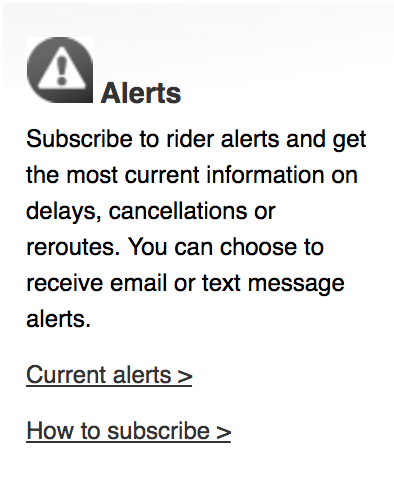 Alerts
Subscribe to rider alerts and get
the most current information on
delays, cancellations or
reroutes. You can choose to
receive email or text message
alerts.
Current alerts >
How to subscribe >